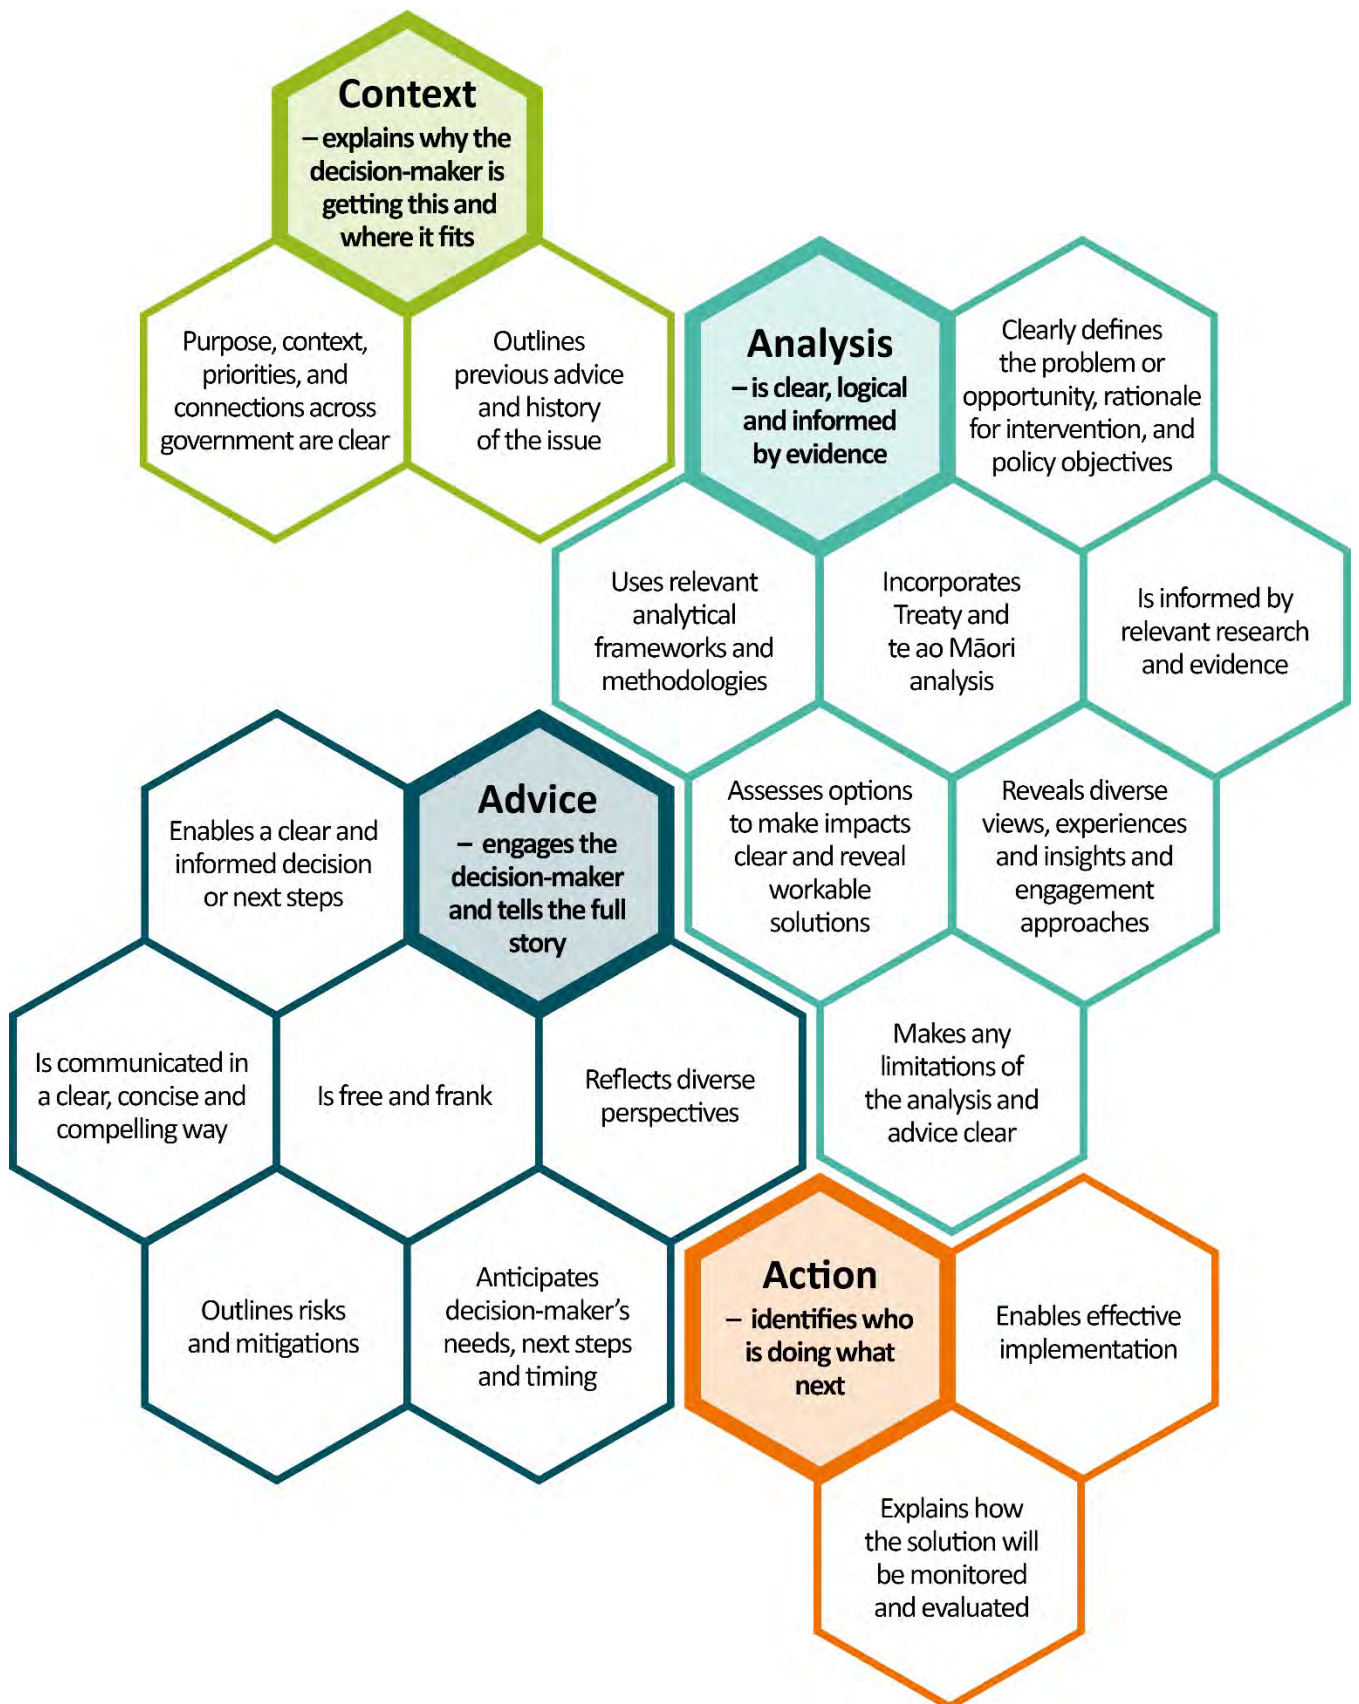 Context
– explains why the
decision-maker is
getting this and
where it fits
Purpose, context,
priorities, and
connections across
government are clear
Outlines
previous advice
and history
of the issue
Analysis
– is clear, logical
and informed
by evidence
Clearly defines
the problem or
opportunity, rationale
for intervention, and
policy objectives
Uses relevant
analytical
frameworks and
methodologies
Incorporates
Treaty and
te ao Māori
analysis
Is informed by
relevant research
and evidence
Assesses options
to make impacts
clear and reveal
workable
solutions
Reveals diverse
views, experiences
and insights and
engagement
approaches
Makes any
limitations of
the analysis and
advice clear
Advice
– engages the
decision-maker
and tells the full
story
Enables a clear and
informed decision
or next steps
Is communicated in
a clear, concise and
compelling way
Is free and frank
Reflects diverse
perspectives
Outlines risks
and mitigations
Anticipates
decision-maker’s
needs, next steps
and timing
Action
– identifies who
is doing what
next
Enables effective
implementation
Explains how
the solution will
be monitored
and evaluated